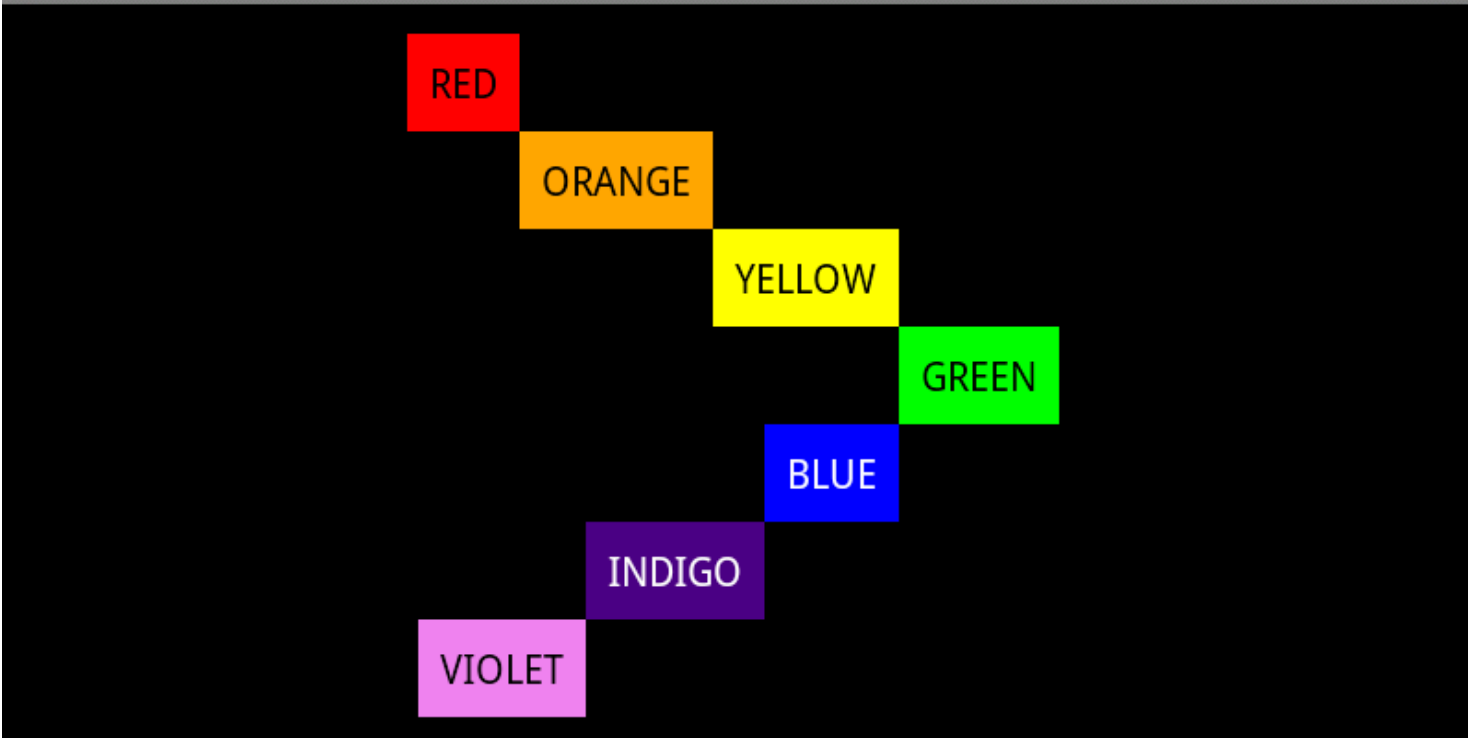 RED
ORANGE
YELLOW
GREEN
BLUE
INDIGO
VIOLET